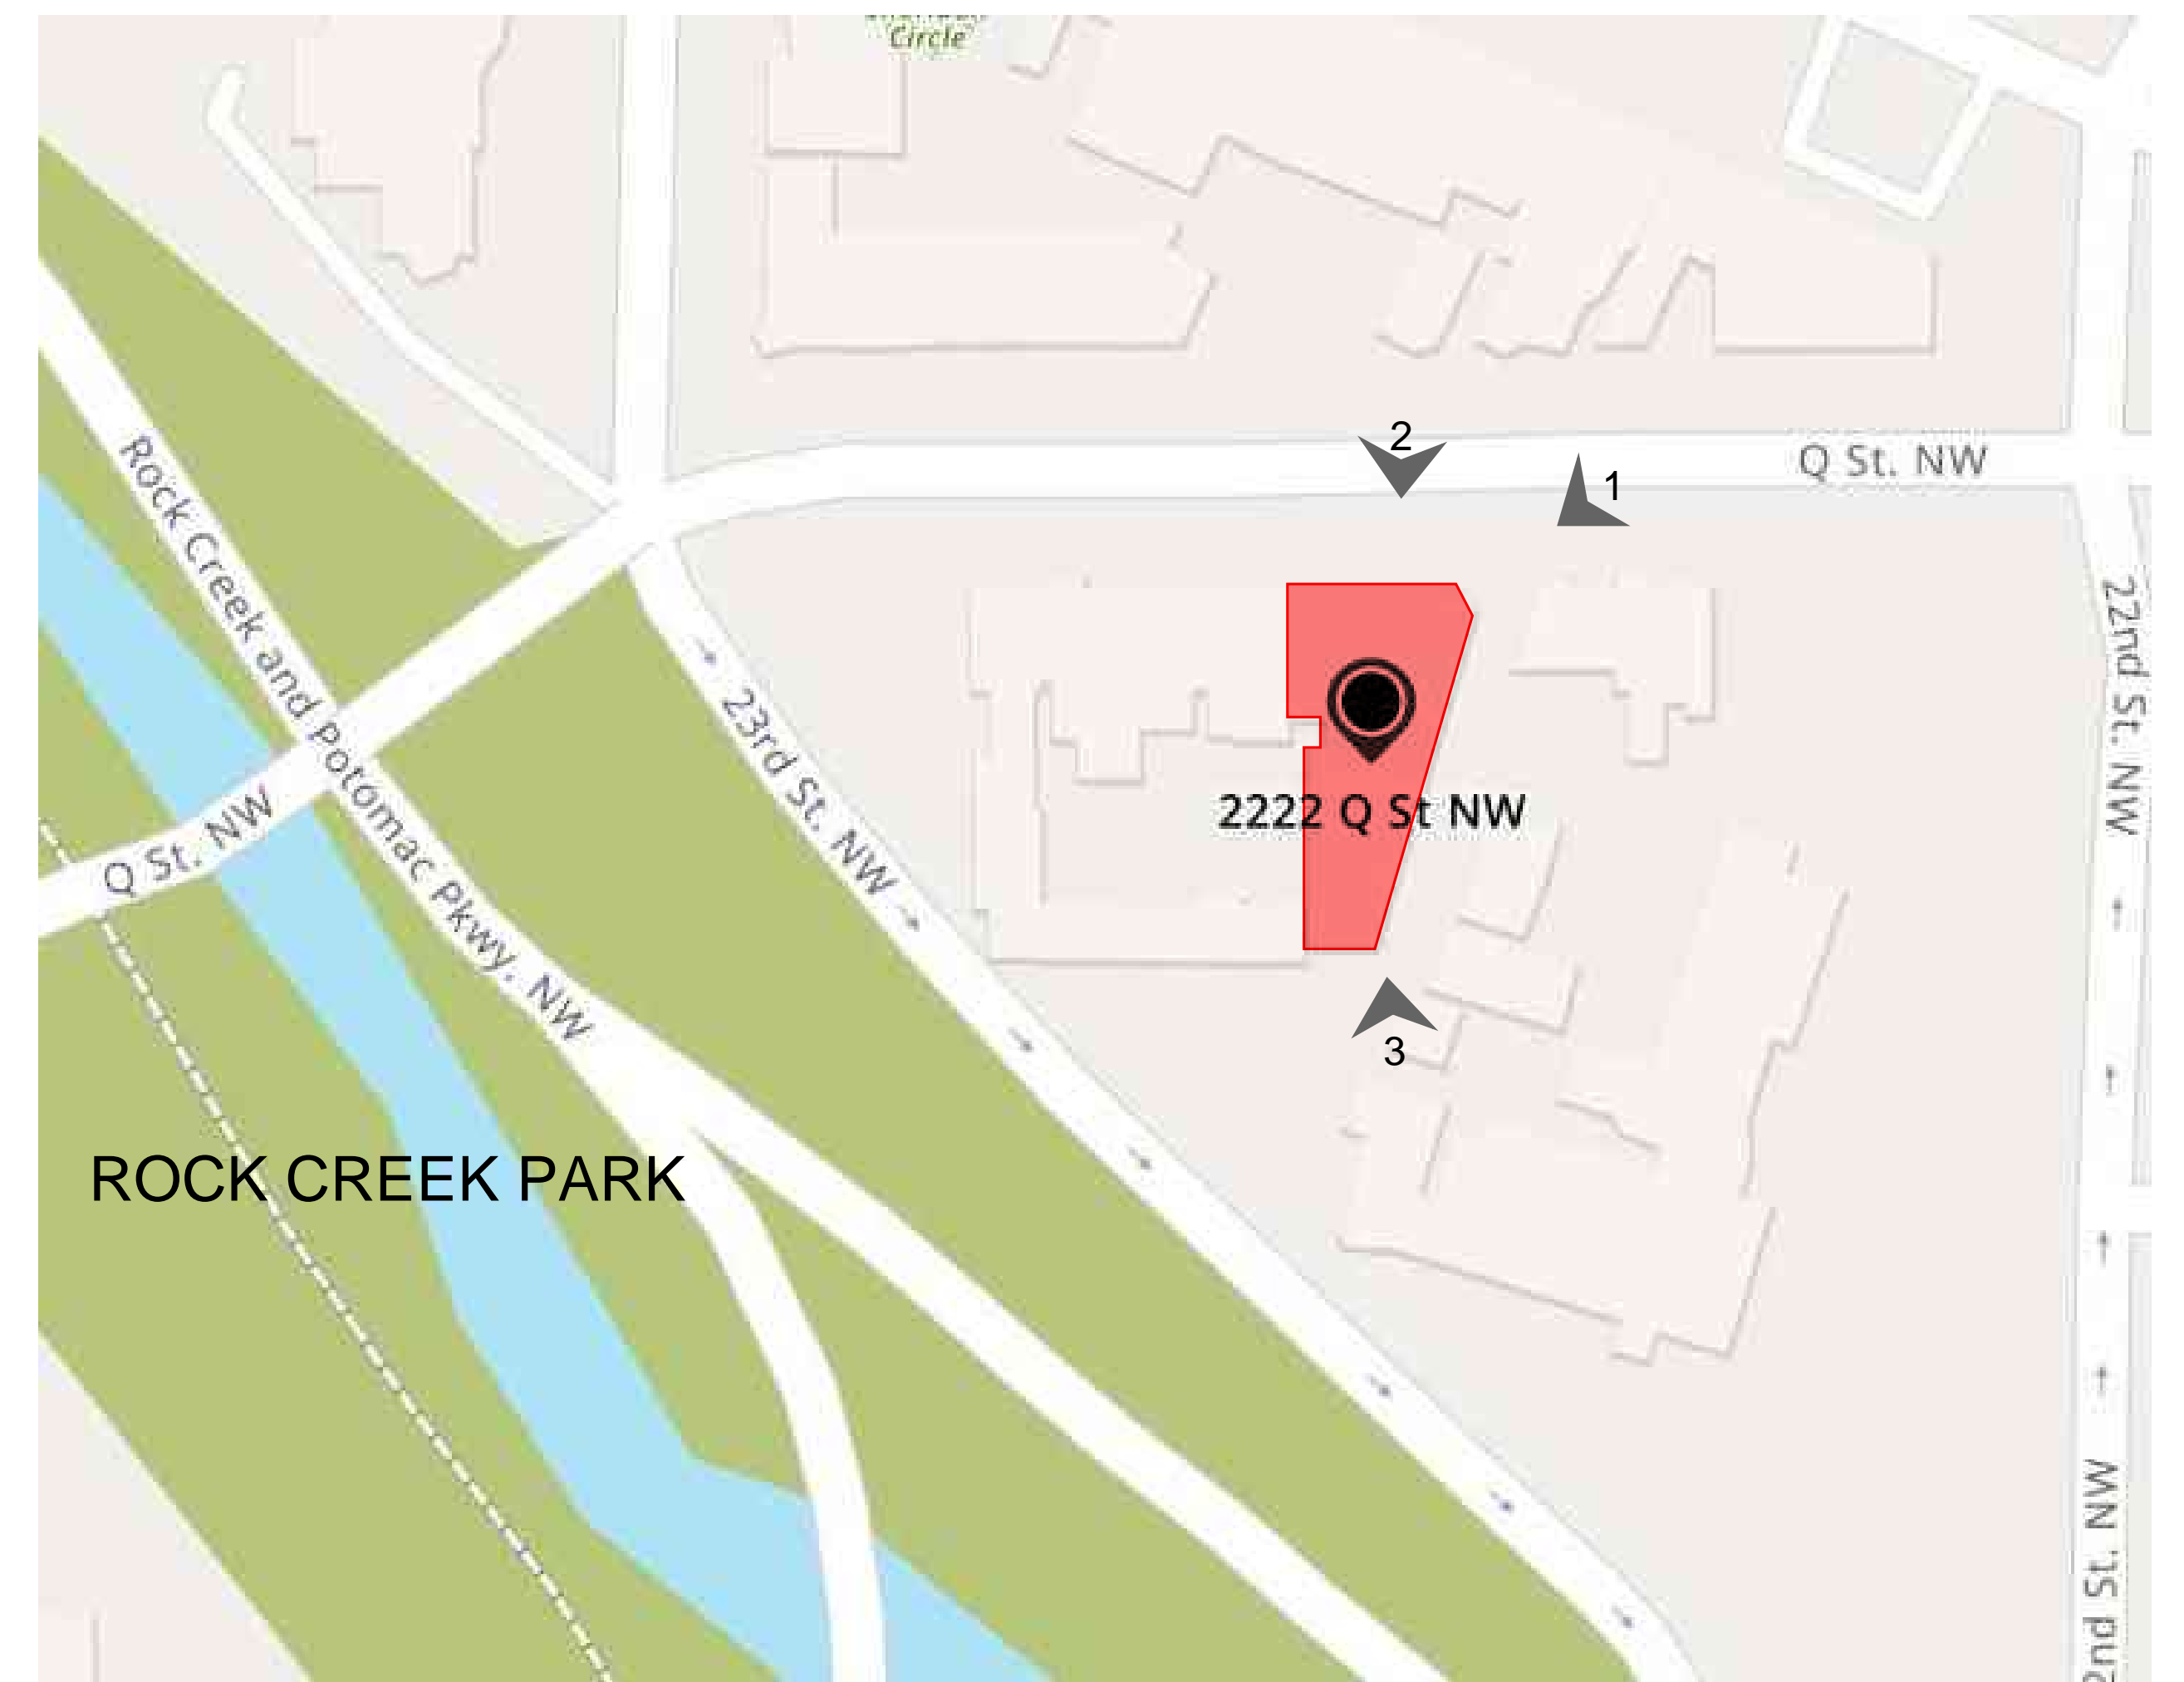 Circle
2
1
Q St. NW
Rock Creek and Potomac Pkwy. NW
22nd St. NW
23rd St. NW
2222 Q St NW
Q St. NW
3
ROCK CREEK PARK
2nd St. NW